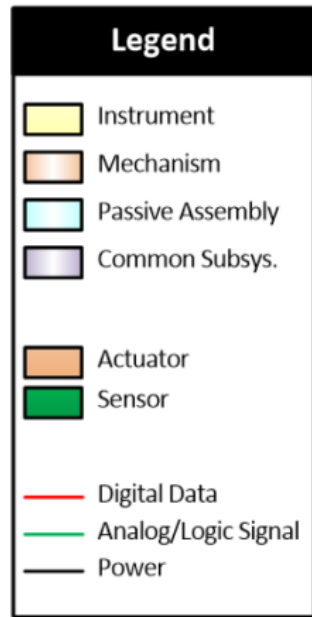 Legend
Instrument
Mechanism
Passive Assembly
Common Subsys.
Actuator
Sensor
Digital Data
Analog/Logic Signal
Power